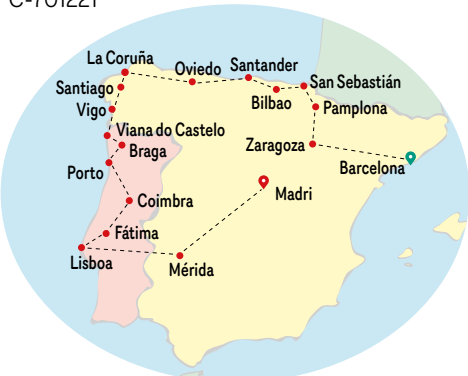 C-701221
La Coruña
Oviedo
Santander
San Sebastián
Santiago
Bilbao
Pamplona
Vigo
Viana do Castelo
Braga
Zaragoza
Barcelona
Porto
Madri
Coimbra
Fátima
Lisboa
Mérida